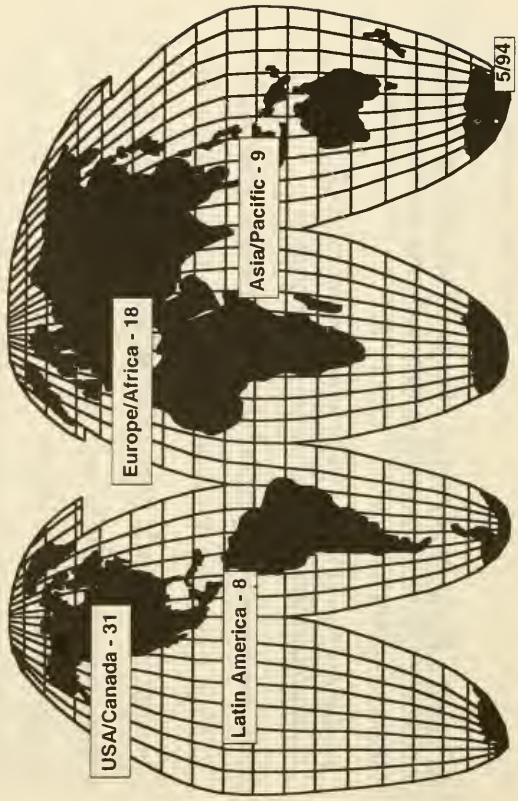 USA/Canada - 31
Europe/Africa - 18
Asia/Pacific - 9
Latin America - 8
5/94